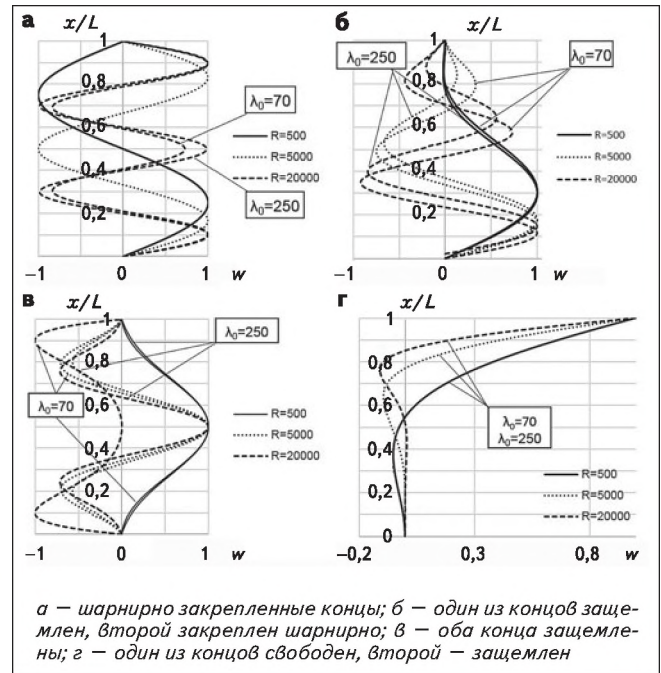 а
x/L
1
0,8
0,6
0,4
0,2
λ₀=70
R=500
R=5000
R=20000
λ₀=250
–1 0 1 w
б
x/L
1
0,8
0,6
0,4
0,2
λ₀=250
λ₀=70
R=500
R=5000
R=20000
–1 0 1 w
в
x/L
1
0,8
0,6
0,4
0,2
0
λ₀=250
λ₀=70
R=500
R=5000
R=20000
–1 0 1 w
г
x/L
1
0,8
0,6
0,4
0,2
0
λ₀=70
λ₀=250
R=500
R=5000
R=20000
–0,2 0,3 0,8 w
а – шарнирно закрепленные концы; б – один из концов заще-
млен, второй закреплен шарнирно; в – оба конца защемле-
ны; г – один из концов свободен, второй – защемлен